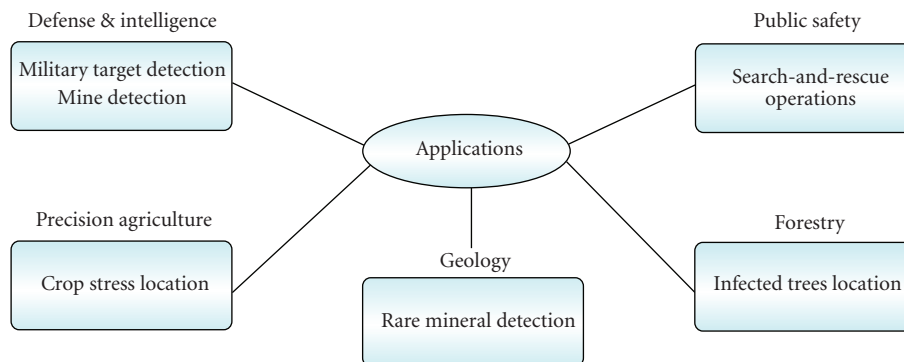 Defense & intelligence
Military target detection
Mine detection
Public safety
Search-and-rescue
operations
Applications
Precision agriculture
Crop stress location
Geology
Rare mineral detection
Forestry
Infected trees location